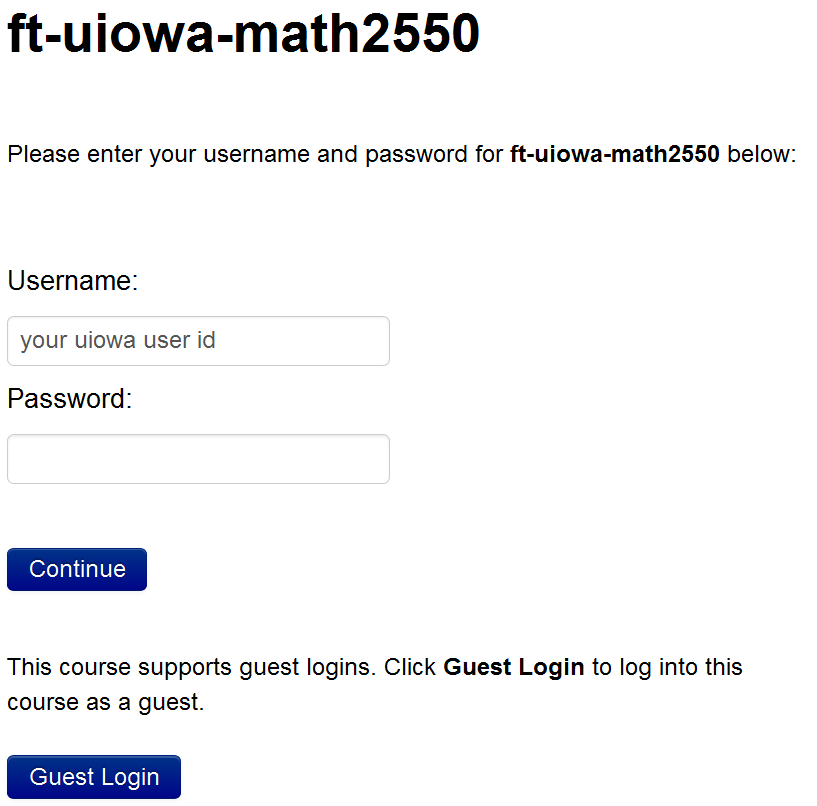 ft-uiowa-math2550
Please enter your username and password for ft-uiowa-math2550 below:
Username:
your uiowa user id
Password:
Continue
This course supports guest logins. Click Guest Login to log into this
course as a guest.
Guest Login